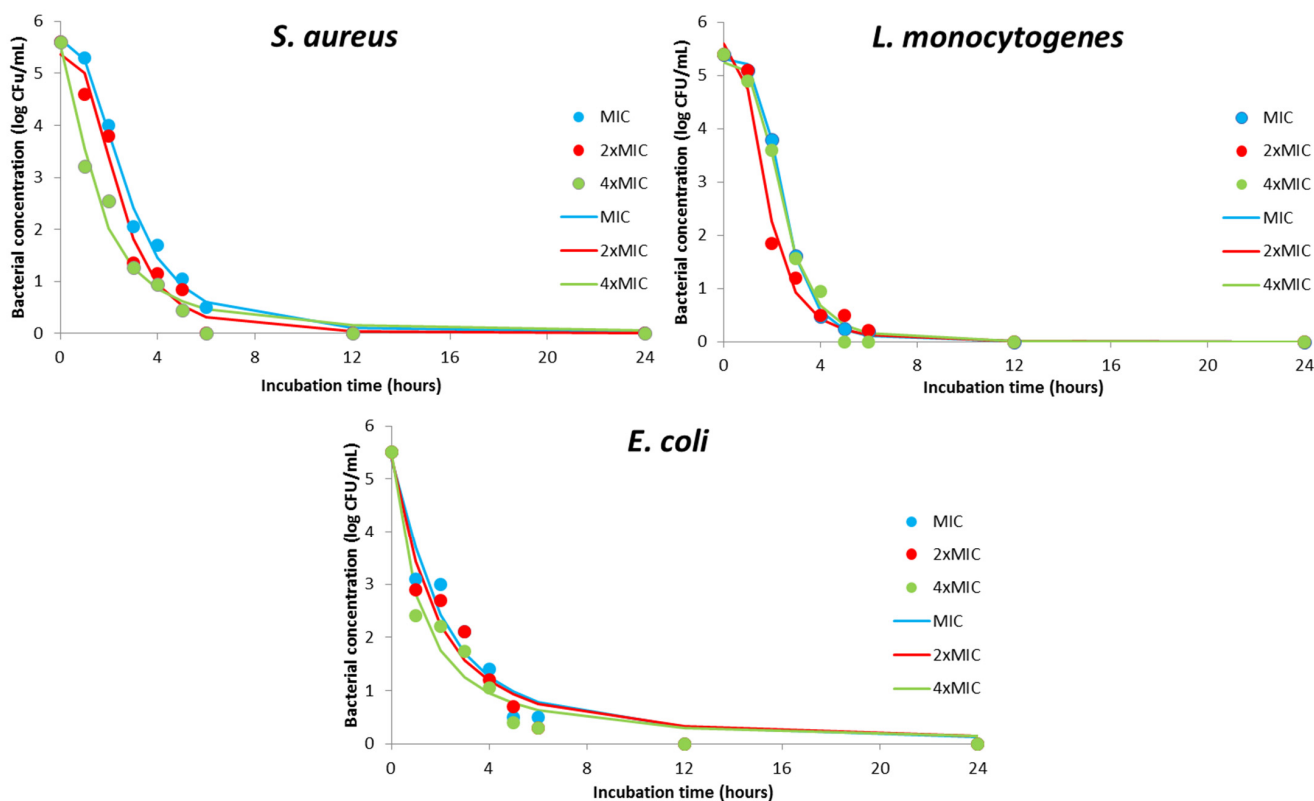 S. aureus
Bacterial concentration (log CFu/mL)
6
5
4
3
2
1
0
0 4 8 12 16 20 24
Incubation time (hours)
MIC
2xMIC
4xMIC
MIC
2xMIC
4xMIC
L. monocytogenes
Bacterial concentration (log CFU/mL)
6
5
4
3
2
1
0
0 4 8 12 16 20 24
Incubation time (hours)
MIC
2xMIC
4xMIC
MIC
2xMIC
4xMIC
E. coli
Bacterial concentration (log CFU/mL)
6
5
4
3
2
1
0
0 4 8 12 16 20 24
Incubation time (hours)
MIC
2xMIC
4xMIC
MIC
2xMIC
4xMIC